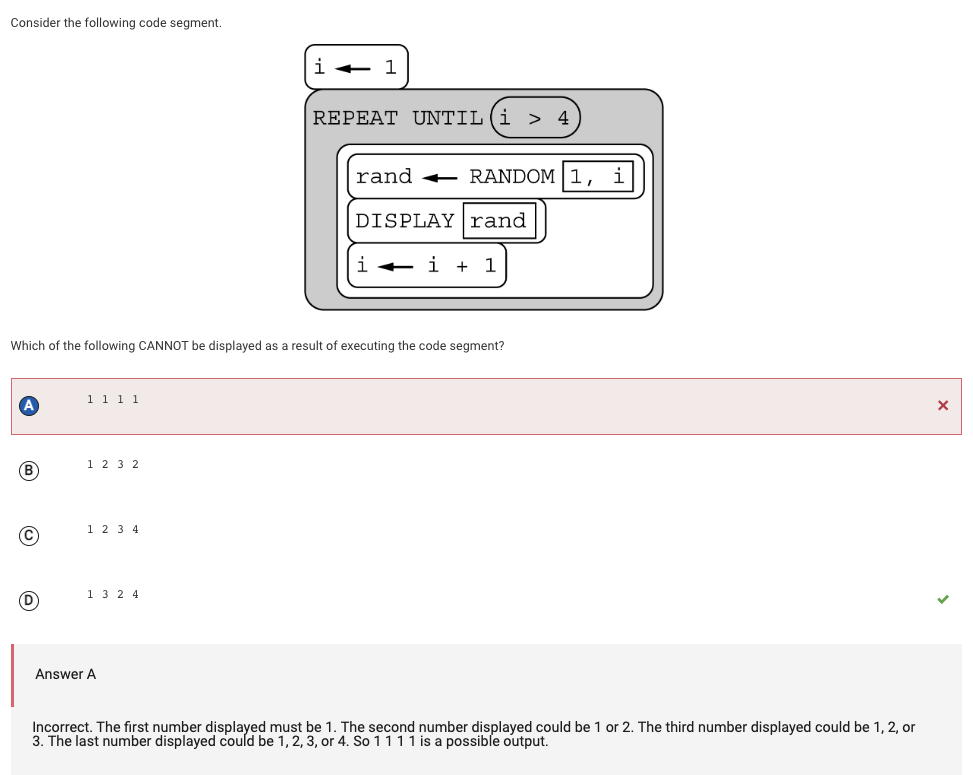 Consider the following code segment.
i ← 1
REPEAT UNTIL i > 4
rand ← RANDOM 1, i
DISPLAY rand
i ← i + 1
Which of the following CANNOT be displayed as a result of executing the code segment?
A 1 1 1 1
B 1 2 3 2
C 1 2 3 4
D 1 3 2 4
Answer A
Incorrect. The first number displayed must be 1. The second number displayed could be 1 or 2. The third number displayed could be 1, 2, or
3. The last number displayed could be 1, 2, 3, or 4. So 1 1 1 1 is a possible output.